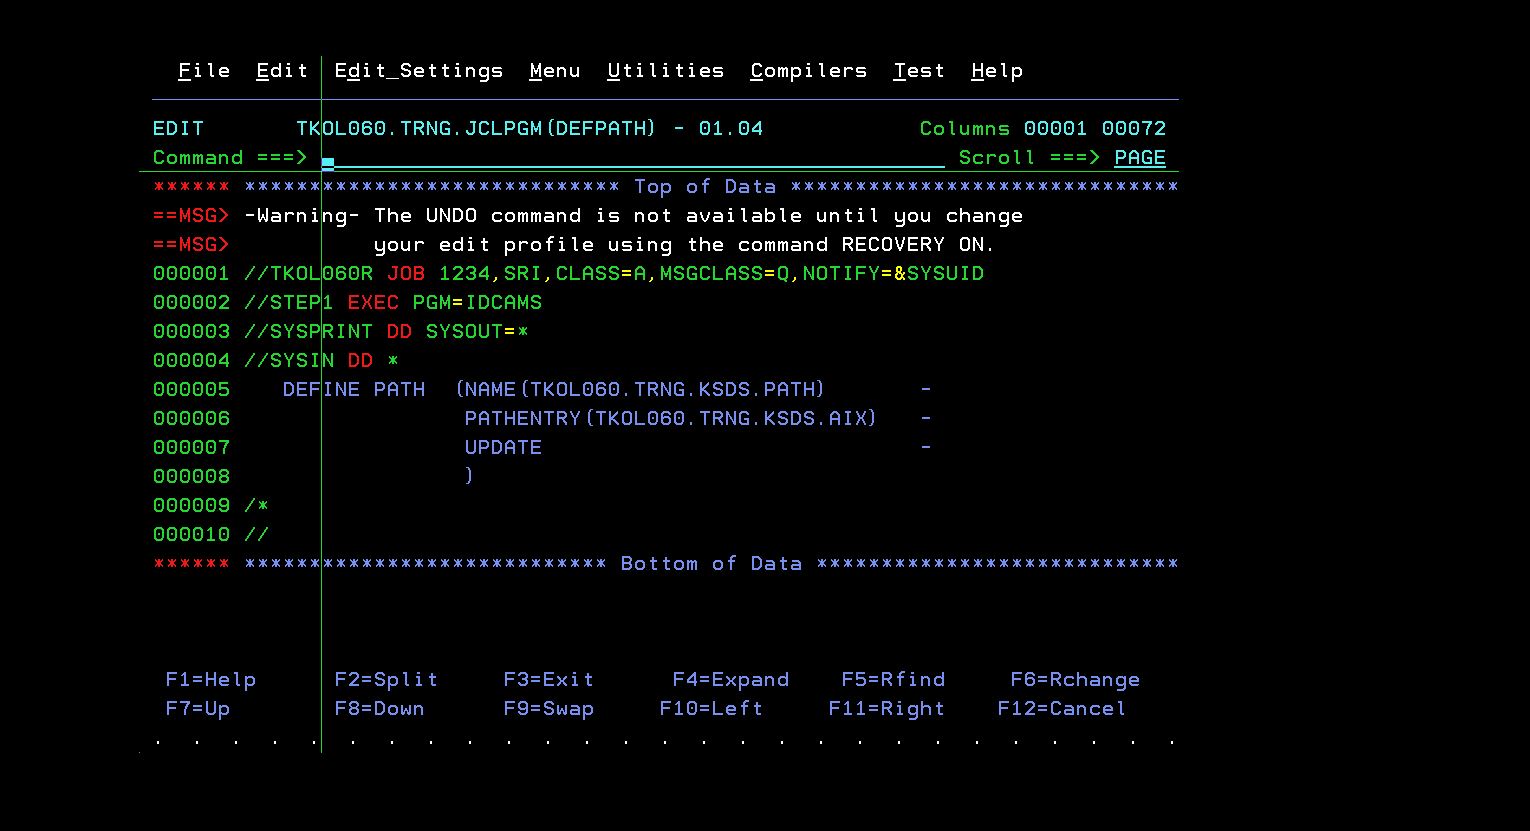 File  Edit  Edit_Settings  Menu  Utilities  Compilers  Test  Help
EDIT       TKOL060.TRNG.JCLPGM(DEFPATH) - 01.04            Columns 00001 00072
Command ===>                                                  Scroll ===> PAGE
****** ***************************** Top of Data ******************************
==MSG> -Warning- The UNDO command is not available until you change
==MSG>           your edit profile using the command RECOVERY ON.
000001 //TKOL060R JOB 1234,SRI,CLASS=A,MSGCLASS=Q,NOTIFY=&SYSUID
000002 //STEP1 EXEC PGM=IDCAMS
000003 //SYSPRINT DD SYSOUT=*
000004 //SYSIN DD *
000005    DEFINE PATH  (NAME(TKOL060.TRNG.KSDS.PATH)       -
000006                  PATHENTRY(TKOL060.TRNG.KSDS.AIX)   -
000007                  UPDATE                             -
000008                  )
000009 /*
000010 //
****** **************************** Bottom of Data ****************************
F1=Help      F2=Split     F3=Exit      F4=Expand    F5=Rfind     F6=Rchange
F7=Up        F8=Down      F9=Swap     F10=Left     F11=Right    F12=Cancel